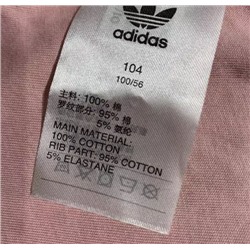 adidas
104
100/56
主料: 100% 棉
罗纹部分: 95% 棉
5% 氨纶
MAIN MATERIAL:
100% COTTON
RIB PART: 95% COTTON
5% ELASTANE